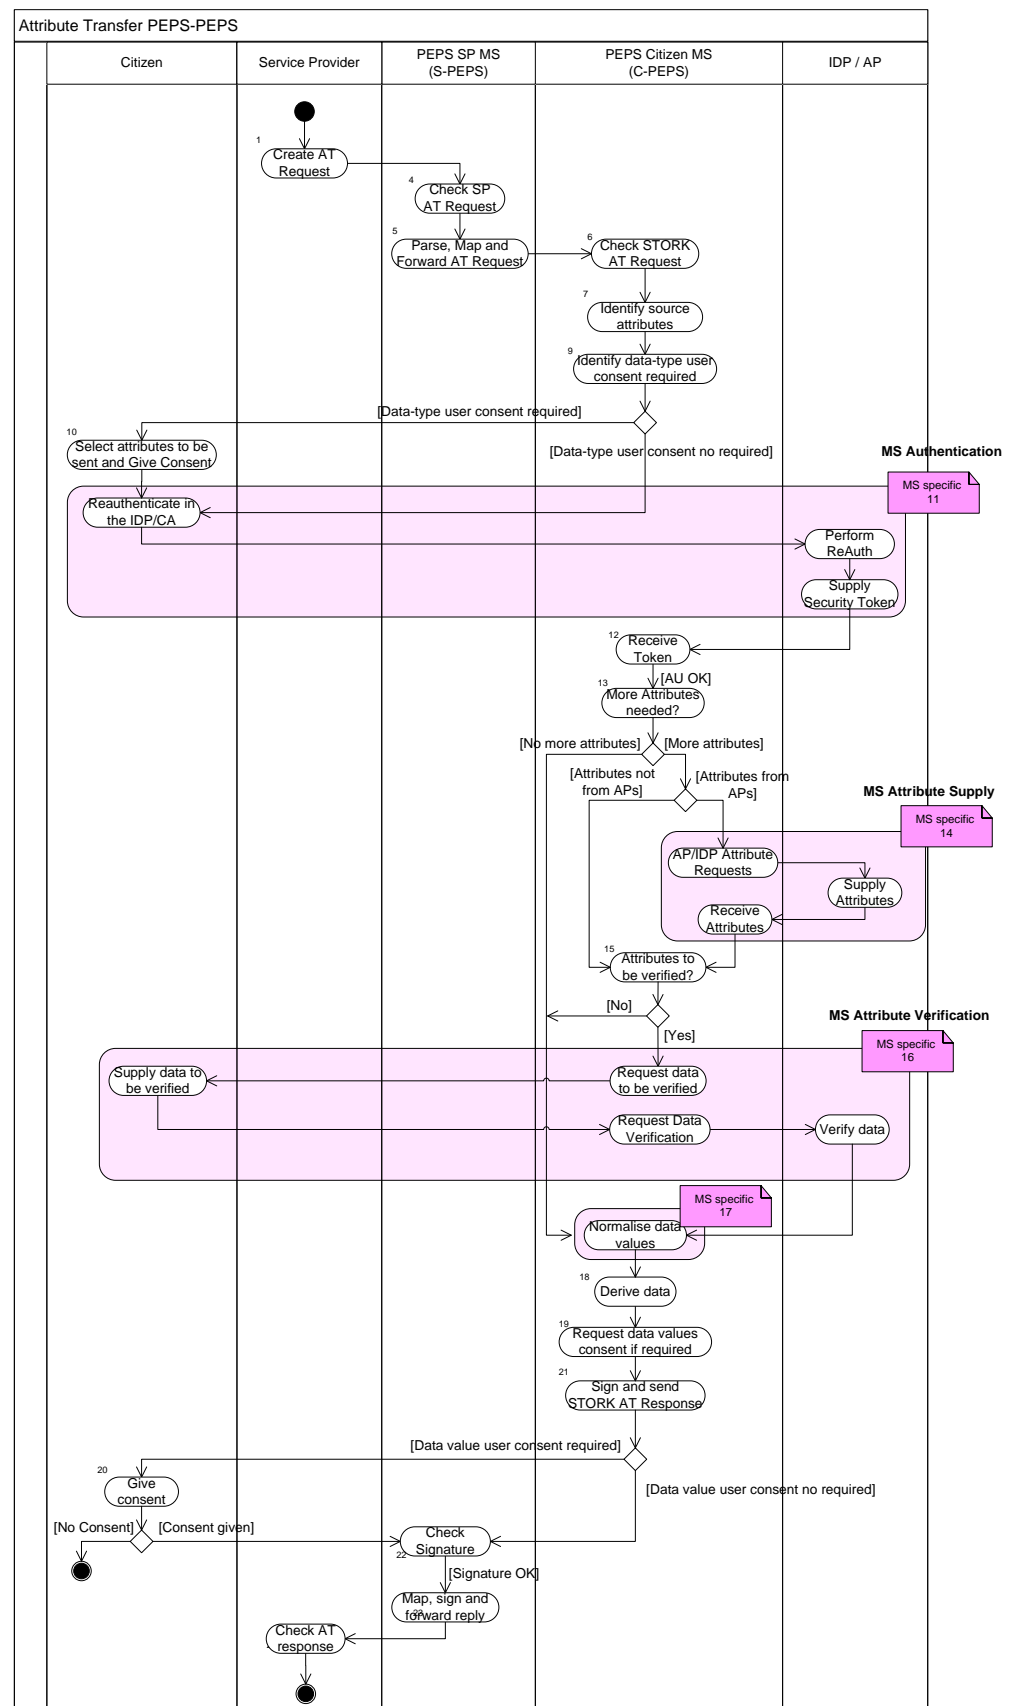 Attribute Transfer PEPS-PEPS
Citizen
Service Provider
PEPS SP MS
(S-PEPS)
PEPS Citizen MS
(C-PEPS)
IDP / AP
1
Create AT
Request
4
Check SP
AT Request
5
Parse, Map and
Forward AT Request
6
Check STORK
AT Request
7
Identify source
attributes
9
Identify data-type user
consent required
[Data-type user consent required]
10
Select attributes to be
sent and Give Consent
[Data-type user consent no required]
MS Authentication
MS specific
11
Reauthenticate in
the IDP/CA
Perform
ReAuth
Supply
Security Token
12
Receive
Token
[AU OK]
13
More Attributes
needed?
[No more attributes]
[More attributes]
[Attributes not
from APs]
[Attributes from
APs]
MS Attribute Supply
MS specific
14
AP/IDP Attribute
Requests
Supply
Attributes
Receive
Attributes
15
Attributes to
be verified?
[No]
[Yes]
MS Attribute Verification
MS specific
16
Supply data to
be verified
Request data
to be verified
Request Data
Verification
Verify data
MS specific
17
Normalise data
values
18
Derive data
19
Request data values
consent if required
21
Sign and send
STORK AT Response
[Data value user consent required]
20
Give
consent
[Data value user consent no required]
[No Consent]
[Consent given]
Check
Signature
22
[Signature OK]
Map, sign and
forward reply
23
Check AT
response